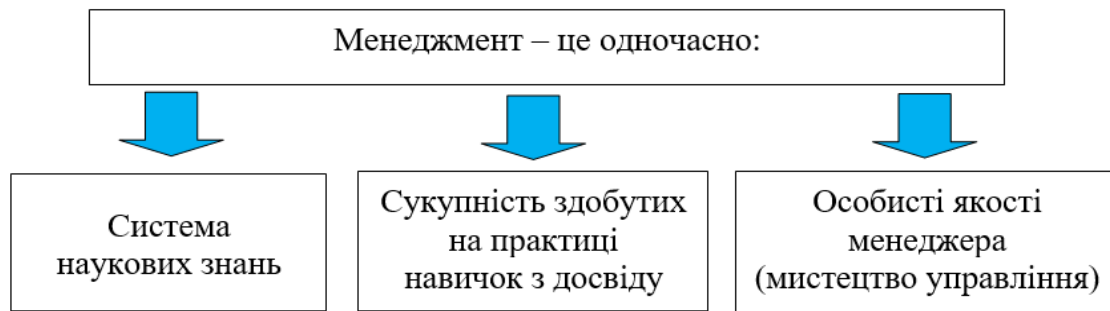 Менеджмент – це одночасно:
Система
наукових знань
Сукупність здобутих
на практиці
навичок з досвіду
Особисті якості
менеджера
(мистецтво управління)